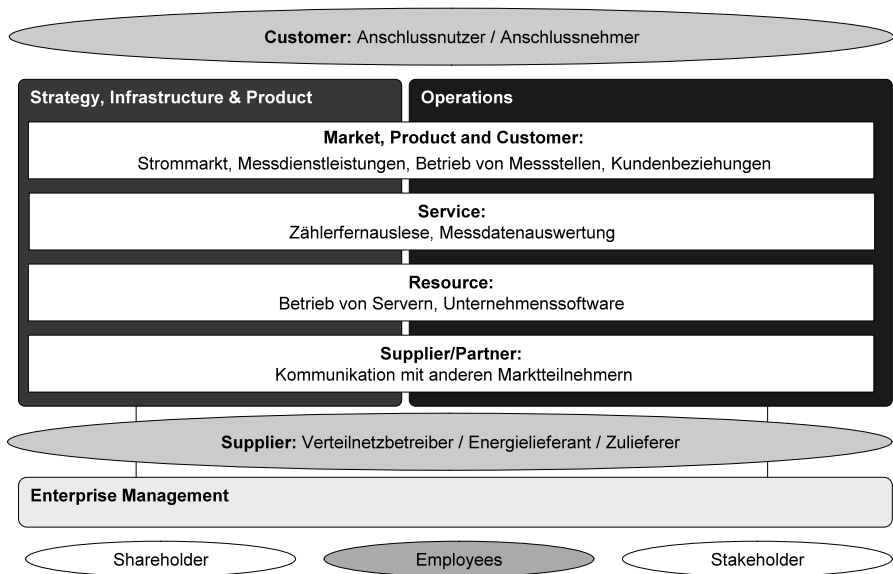 Customer: Anschlussnutzer / Anschlussnehmer
Strategy, Infrastructure & Product
Operations
Market, Product and Customer:
Strommarkt, Messdienstleistungen, Betrieb von Messstellen, Kundenbeziehungen
Service:
Zählerfernauslese, Messdatenauswertung
Resource:
Betrieb von Servern, Unternehmenssoftware
Supplier/Partner:
Kommunikation mit anderen Marktteilnehmern
Supplier: Verteilnetzbetreiber / Energielieferant / Zulieferer
Enterprise Management
Shareholder
Employees
Stakeholder